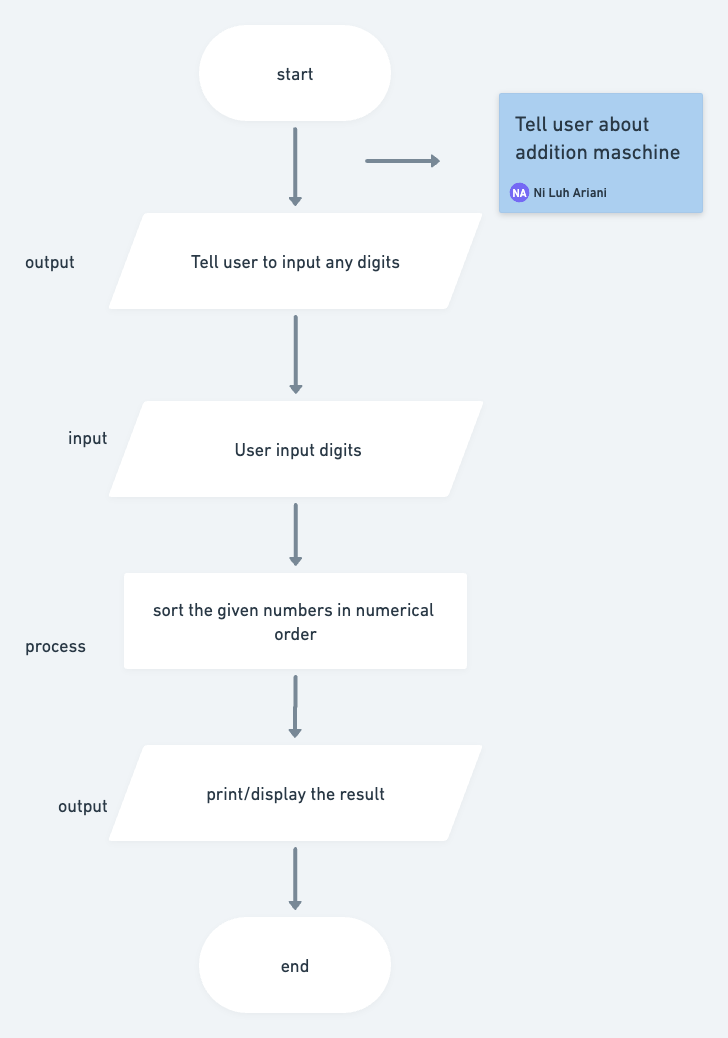 start
Tell user about
addition maschine
NA Ni Luh Ariani
output
Tell user to input any digits
input
User input digits
sort the given numbers in numerical
order
process
print/display the result
output
end